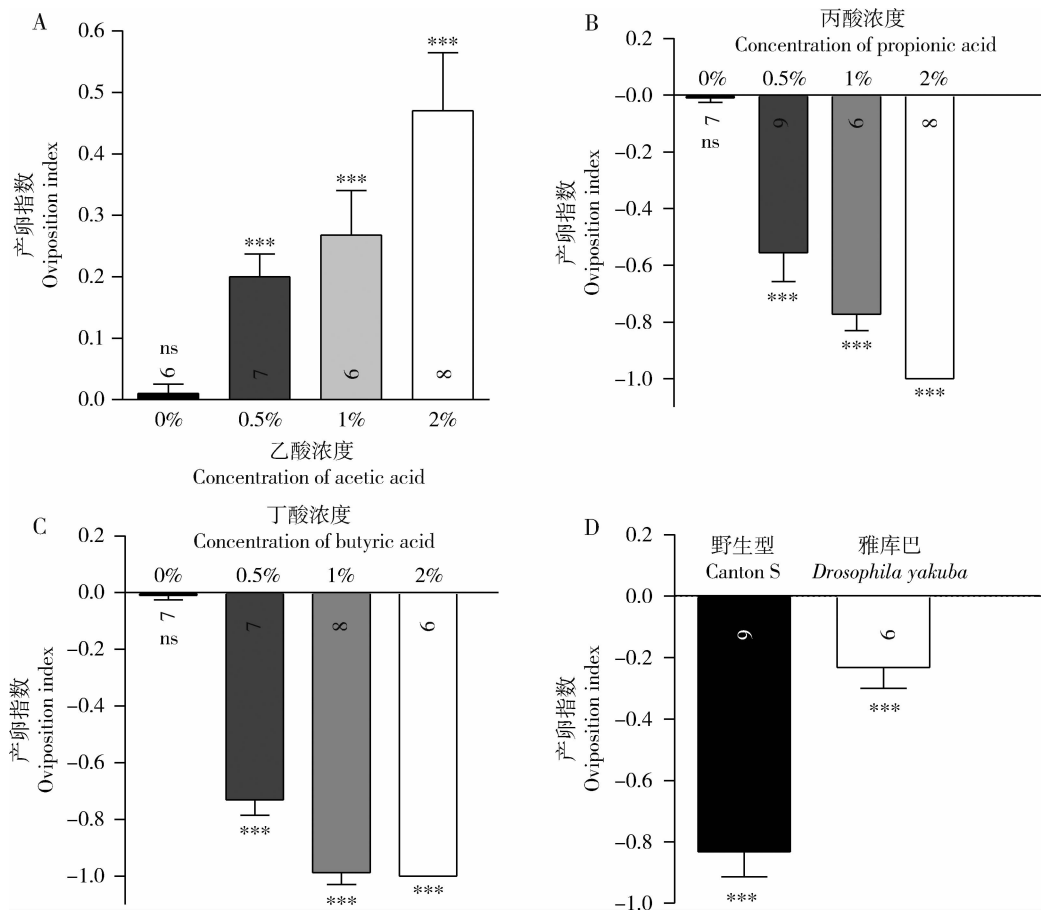 A
0.6
0.5
0.4
0.3
0.2
0.1
0.0
产卵指数
Oviposition index
ns
6
***
7
***
6
***
8
0%
0.5%
1%
2%
乙酸浓度
Concentration of acetic acid
B
丙酸浓度
Concentration of propionic acid
0%
0.5%
1%
2%
0.2
-0.0
-0.2
-0.4
-0.6
-0.8
-1.0
产卵指数
Oviposition index
7
ns
9
***
6
***
8
***
C
丁酸浓度
Concentration of butyric acid
0%
0.5%
1%
2%
0.2
0.0
-0.2
-0.4
-0.6
-0.8
-1.0
产卵指数
Oviposition index
7
ns
7
***
8
***
6
***
D
野生型
Canton S
雅库巴
Drosophila yakuba
0.2
0.0
-0.2
-0.4
-0.6
-0.8
-1.0
产卵指数
Oviposition index
9
***
6
***